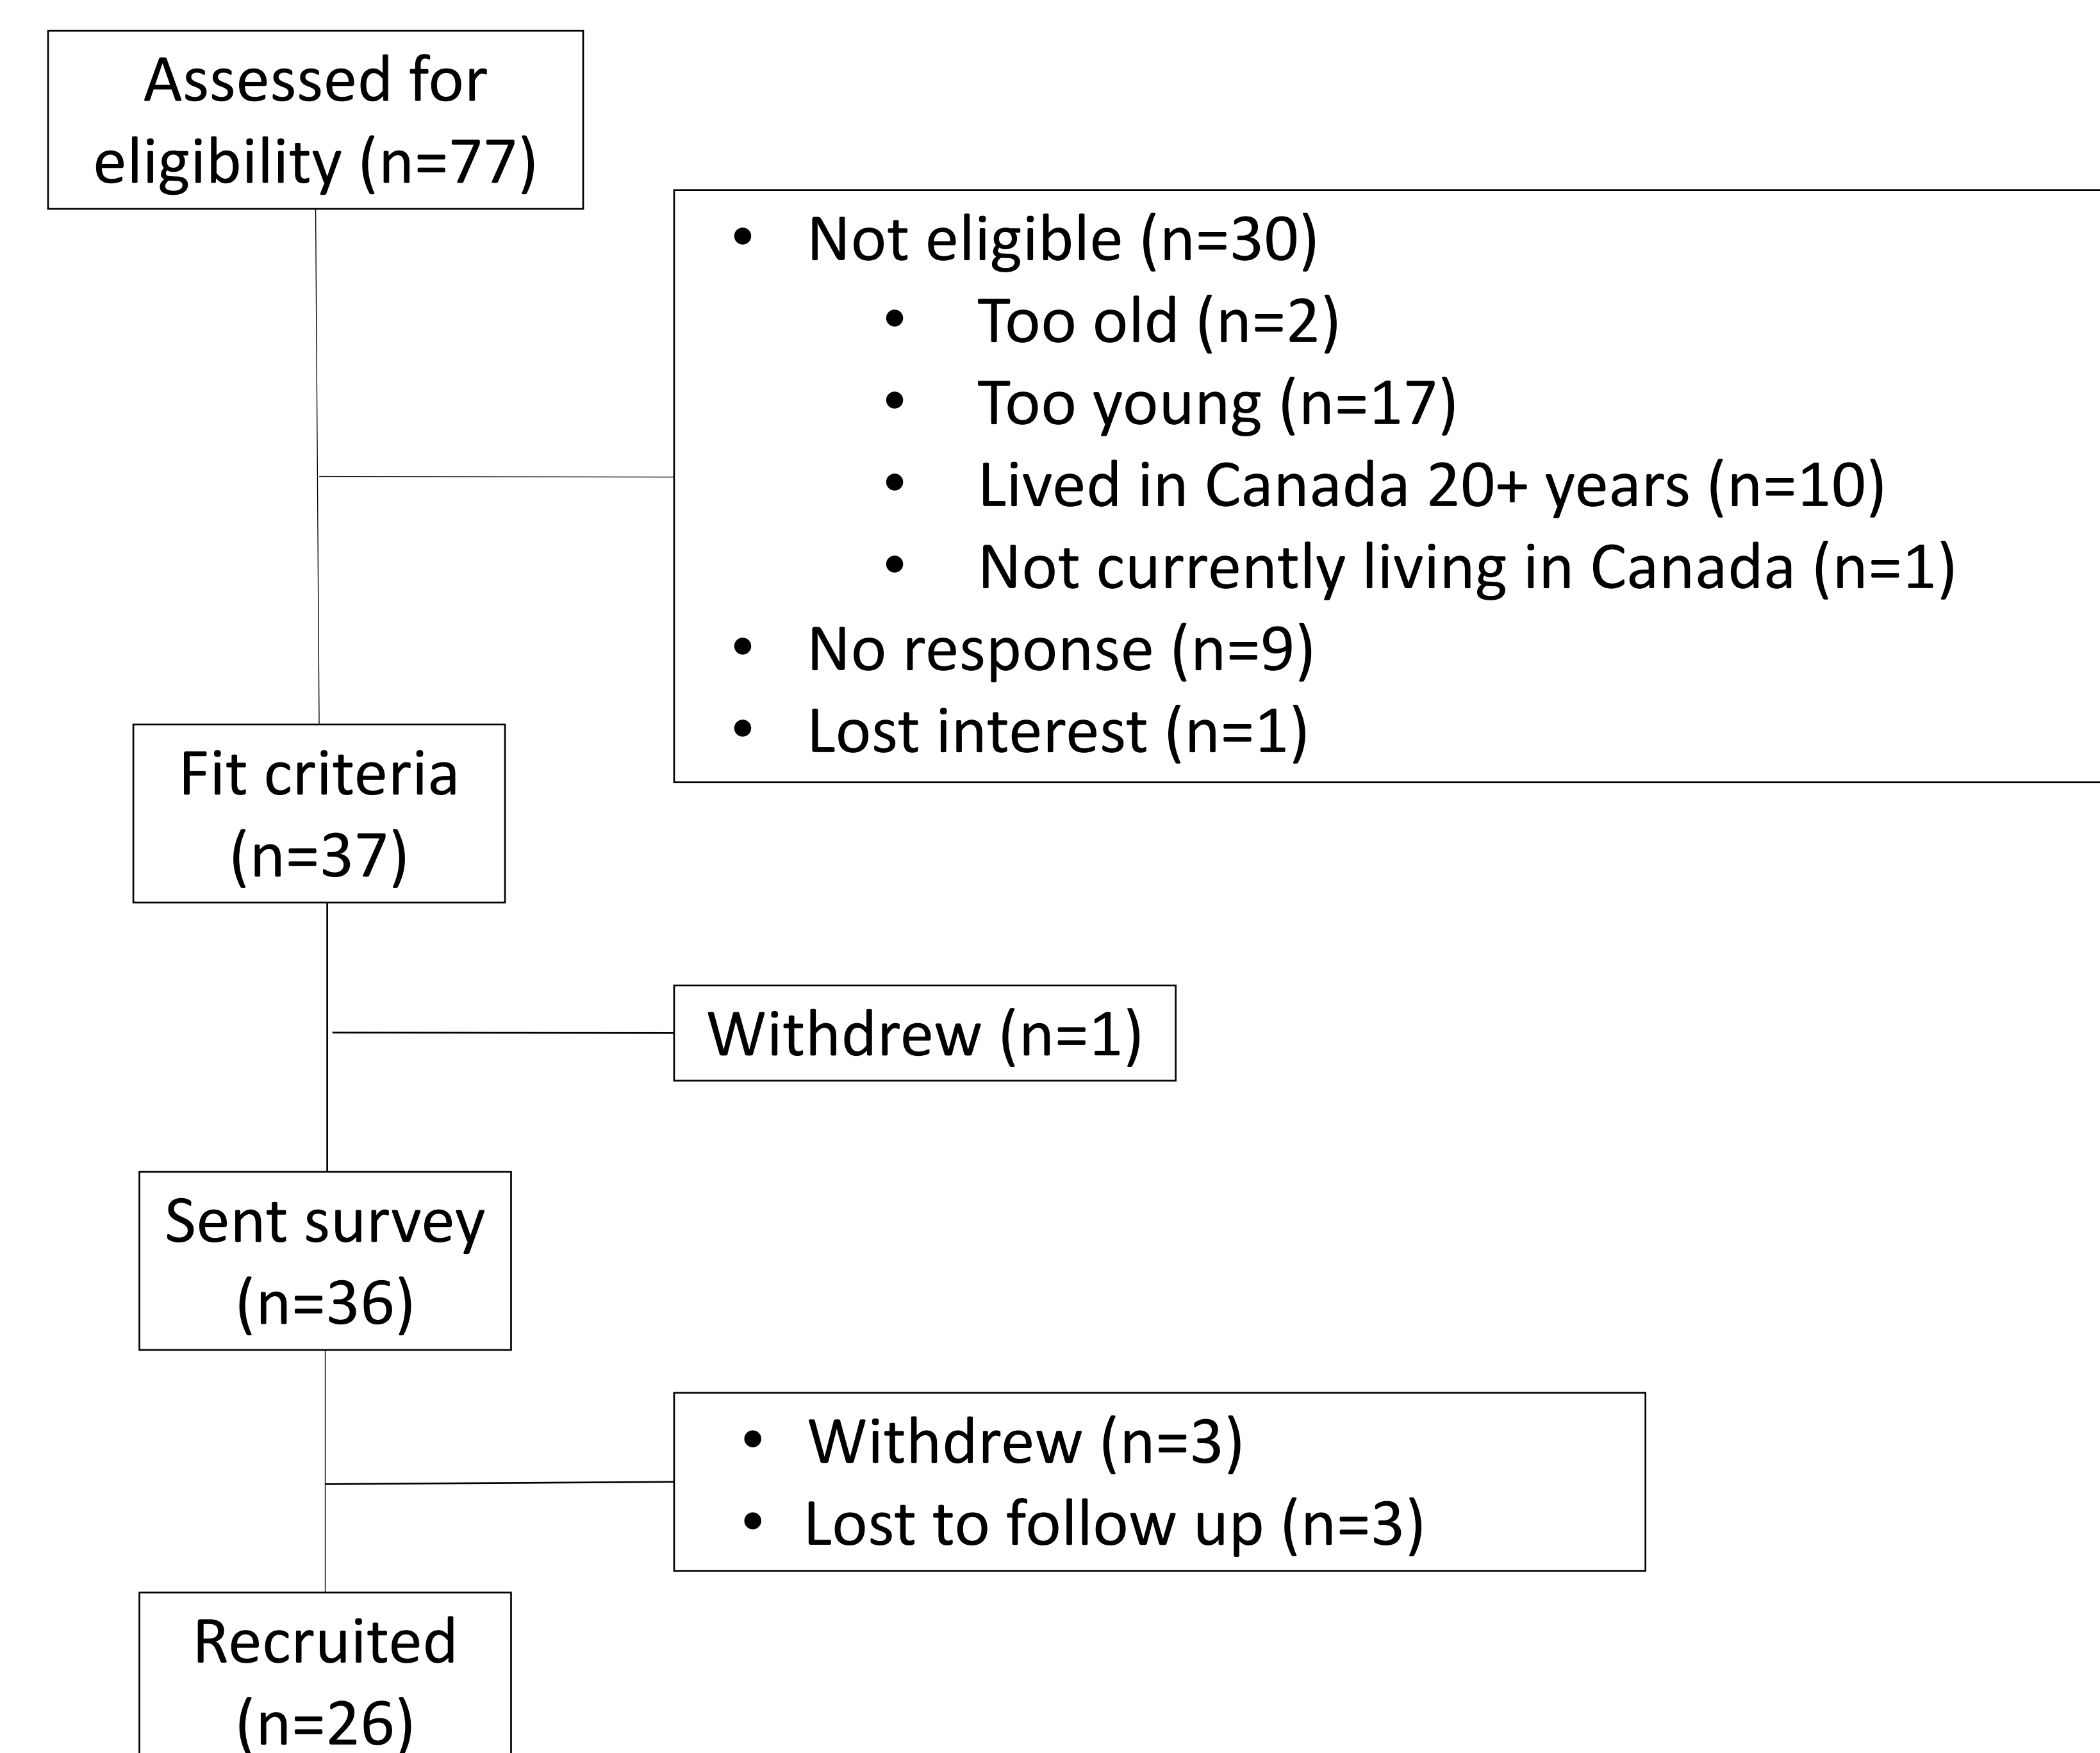 Assessed for
eligibility (n=77)
• Not eligible (n=30)
• Too old (n=2)
• Too young (n=17)
• Lived in Canada 20+ years (n=10)
• Not currently living in Canada (n=1)
• No response (n=9)
• Lost interest (n=1)
Fit criteria
(n=37)
Withdrew (n=1)
Sent survey
(n=36)
• Withdrew (n=3)
• Lost to follow up (n=3)
Recruited
(n=26)